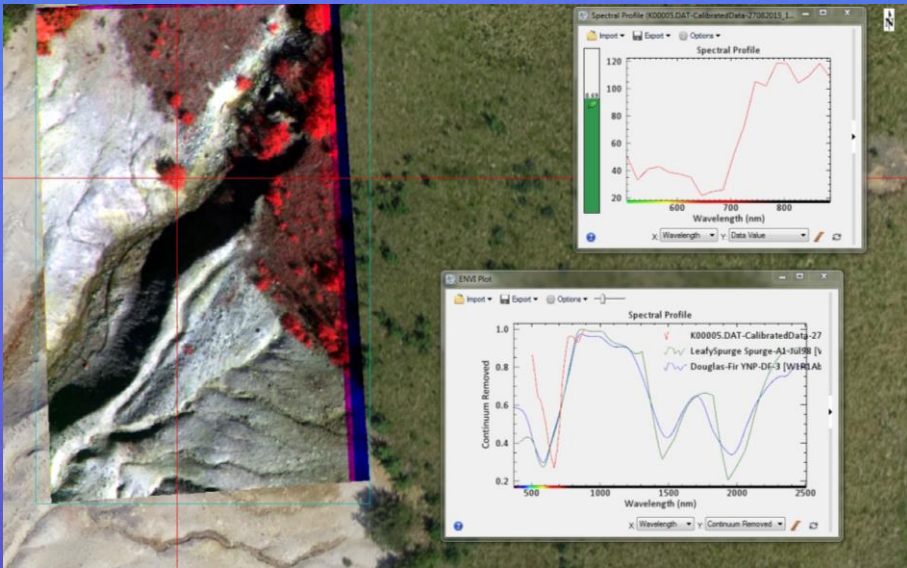 Spectral Profile (K00005.DAT-CalibratedData-27082015_1...
N
Import Export Options
Spectral Profile
0.69
120
100
80
60
40
20
600 700 800
Wavelength (nm)
X: Wavelength Y: Data Value
ENVI Plot
Import Export Options
Spectral Profile
Continuum Removed
1.0
0.8
0.6
0.4
0.2
K00005.DAT-CalibratedData-27
LeafySpurge Spurge-A1-Jul98 [V
Douglas-Fir YNP-DF-3 [W1R1Ab
500 1000 1500 2000 2500
Wavelength (nm)
X: Wavelength Y: Continuum Removed